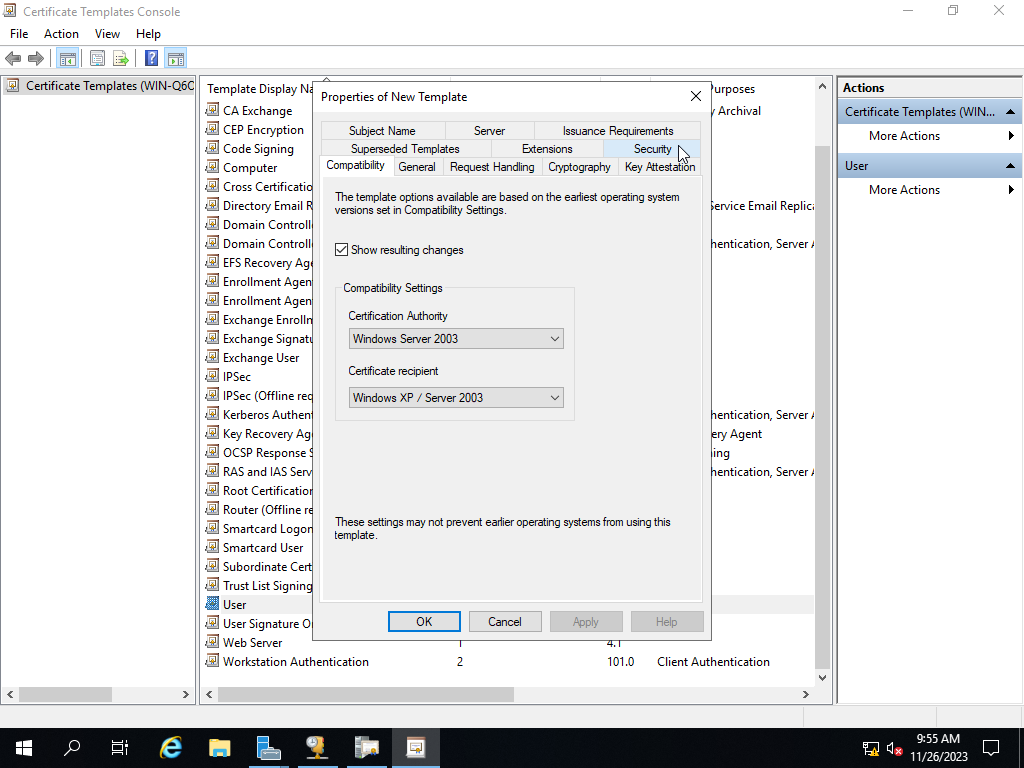 Certificate Templates Console
File Action View Help
Certificate Templates (WIN-Q6C
Template Display Na
CA Exchange
CEP Encryption
Code Signing
Computer
Cross Certificatio
Directory Email R
Domain Controll
Domain Controlle
EFS Recovery Age
Enrollment Agen
Enrollment Agen
Exchange Enrollm
Exchange Signatu
Exchange User
IPSec
IPSec (Offline req
Kerberos Authent
Key Recovery Age
OCSP Response S
RAS and IAS Serv
Root Certification
Router (Offline re
Smartcard Logon
Smartcard User
Subordinate Cert
Trust List Signing
User
User Signature O
Web Server 1 4.1
Workstation Authentication 2 101.0 Client Authentication
urposes
y Archival
Service Email Replica
hentication, Server A
hentication, Server A
ery Agent
ning
hentication, Server A
Properties of New Template
Subject Name Server Issuance Requirements
Superseded Templates Extensions Security
Compatibility General Request Handling Cryptography Key Attestation
The template options available are based on the earliest operating system
versions set in Compatibility Settings.
Show resulting changes
Compatibility Settings
Certification Authority
Windows Server 2003
Certificate recipient
Windows XP / Server 2003
These settings may not prevent earlier operating systems from using this
template.
OK Cancel Apply Help
Actions
Certificate Templates (WIN...
More Actions
User
More Actions
9:55 AM
11/26/2023